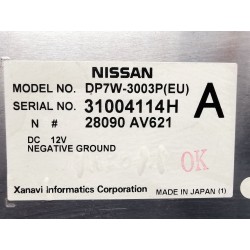 NISSAN
MODEL NO. DP7W-3003P(EU)
SERIAL NO. 31004114H A
N # 28090 AV621
DC 12V
NEGATIVE GROUND
OK
Xanavi Informatics Corporation MADE IN JAPAN (1)